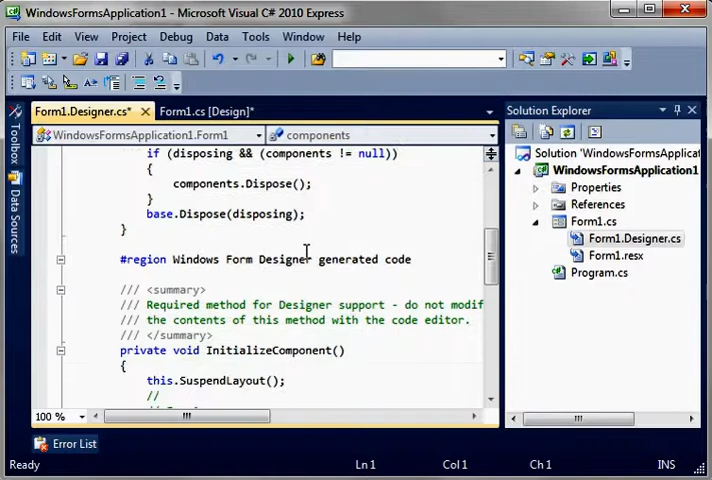 WindowsFormsApplication1 - Microsoft Visual C# 2010 Express
File Edit View Project Debug Data Tools Window Help
Form1.Designer.cs* Form1.cs [Design]*
WindowsFormsApplication1.Form1 components
if (disposing && (components != null))
{
components.Dispose();
}
base.Dispose(disposing);
}
#region Windows Form Designer generated code
/// <summary>
/// Required method for Designer support - do not modif
/// the contents of this method with the code editor.
/// </summary>
private void InitializeComponent()
{
this.SuspendLayout();
//
100 %
Toolbox
Data Sources
Solution Explorer
Solution 'WindowsFormsApplicat
WindowsFormsApplication1
Properties
References
Form1.cs
Form1.Designer.cs
Form1.resx
Program.cs
Error List
Ready Ln 1 Col 1 Ch 1 INS